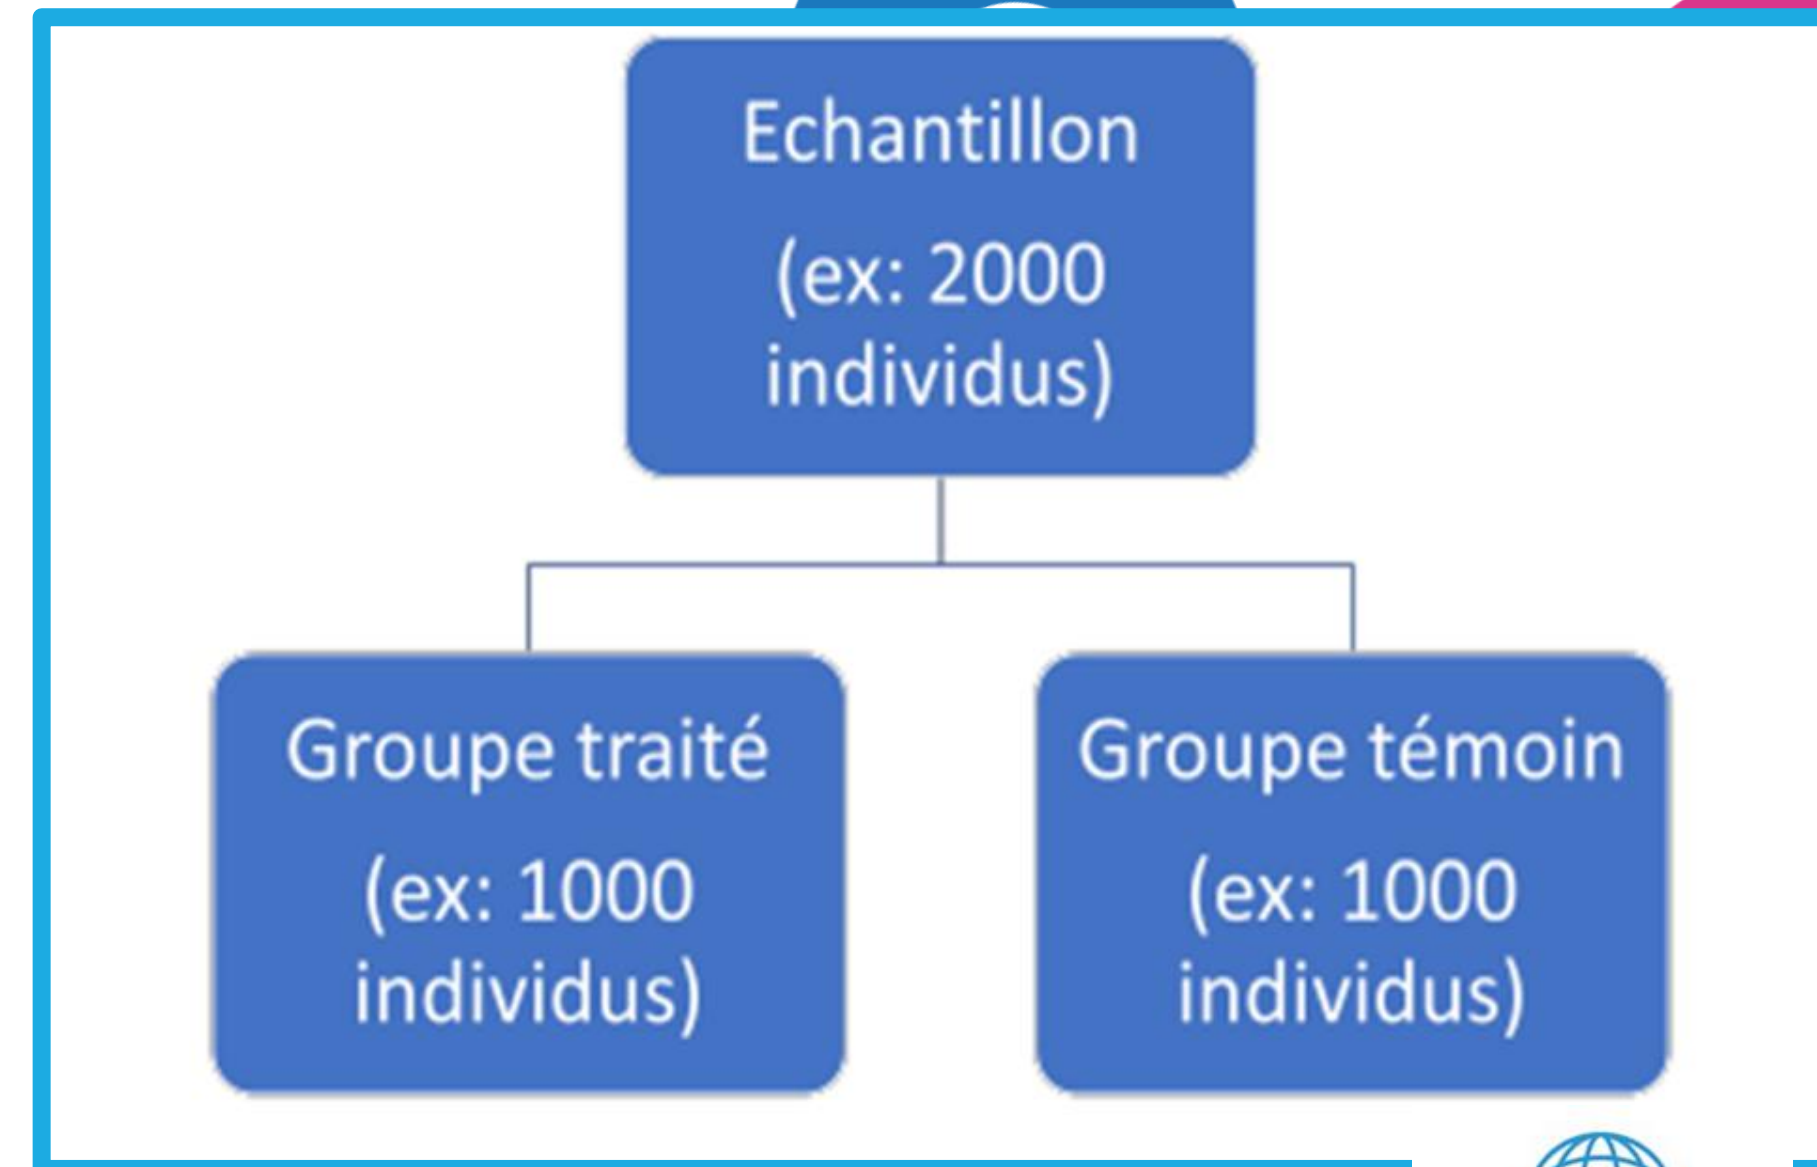 Echantillon
(ex: 2000
individus)
Groupe traité
(ex: 1000
individus)
Groupe témoin
(ex: 1000
individus)